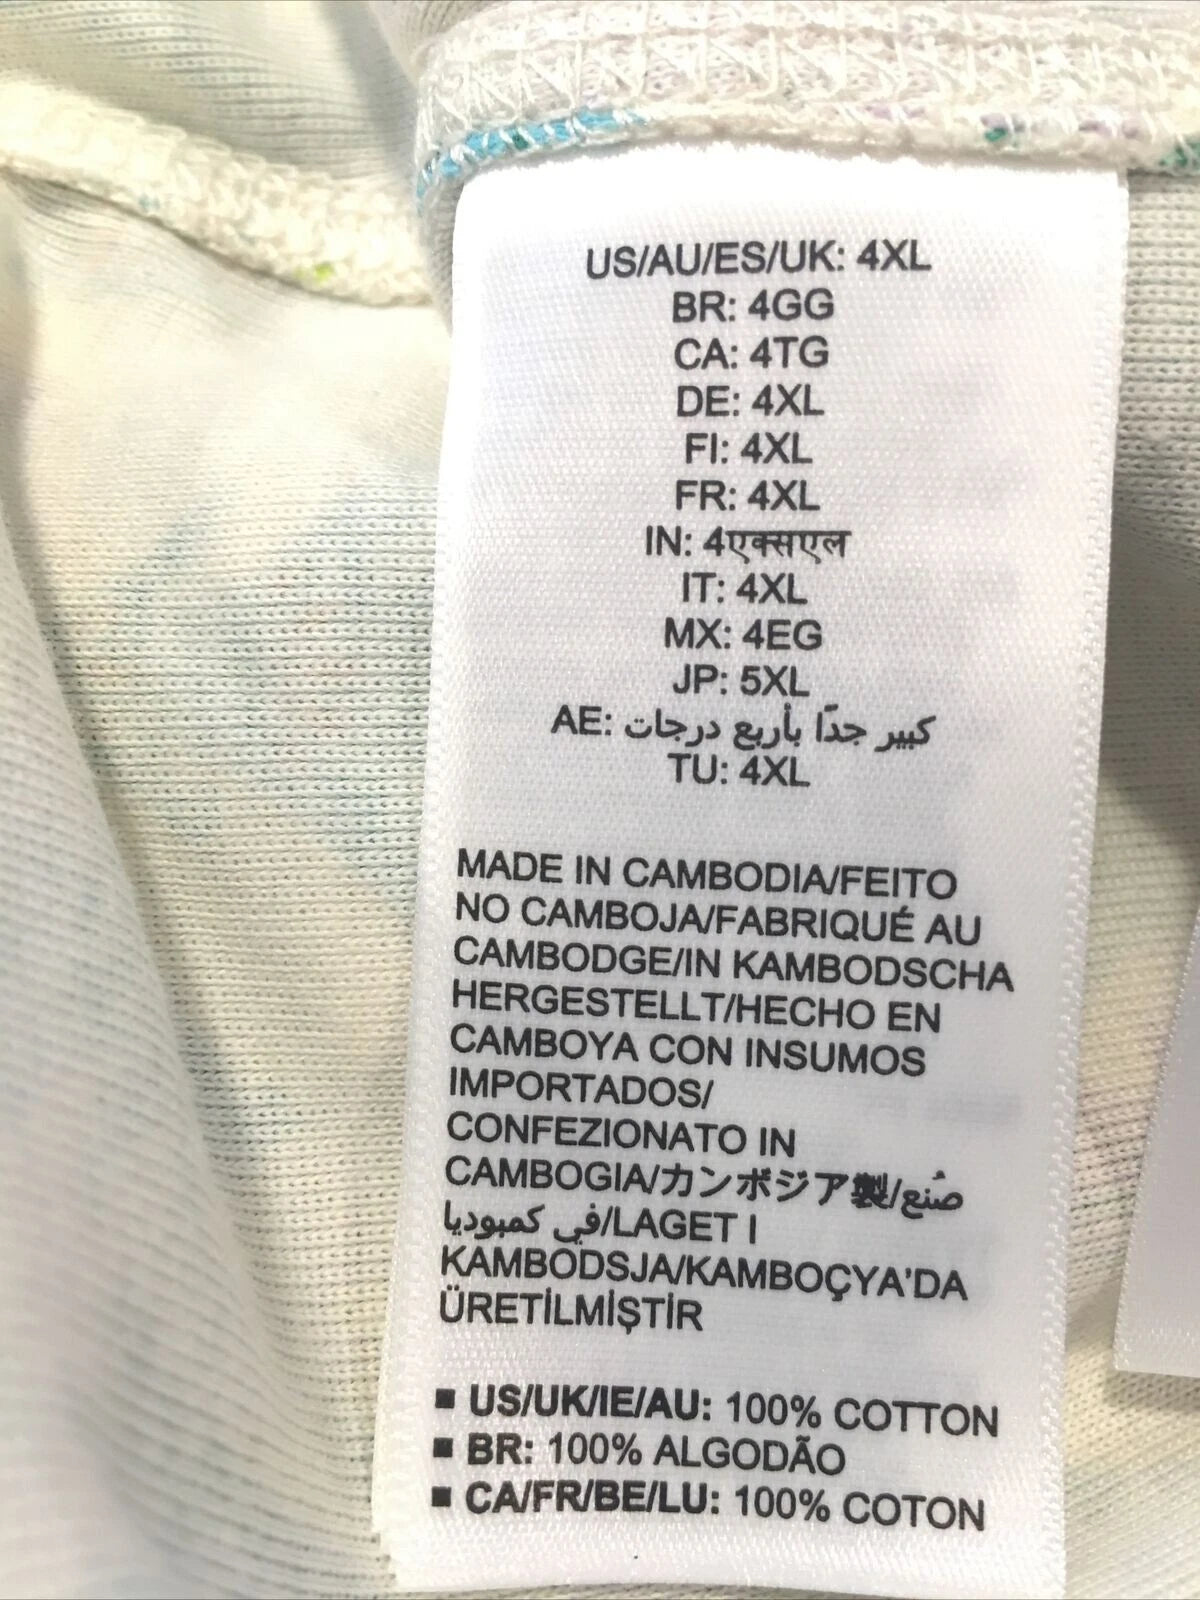 US/AU/ES/UK: 4XL
BR: 4GG
CA: 4TG
DE: 4XL
FI: 4XL
FR: 4XL
IN: 4एक्सएल
IT: 4XL
MX: 4EG
JP: 5XL
AE: كبير جدًا بأربع درجات
TU: 4XL
MADE IN CAMBODIA/FEITO
NO CAMBOJA/FABRIQUÉ AU
CAMBODGE/IN KAMBODSCHA
HERGESTELLT/HECHO EN
CAMBOYA CON INSUMOS
IMPORTADOS/
CONFEZIONATO IN
CAMBOGIA/カンボジア製/صُنع
في كمبوديا/LAGET I
KAMBODSJA/KAMBOÇYA'DA
ÜRETİLMİŞTİR
■ US/UK/IE/AU: 100% COTTON
■ BR: 100% ALGODÃO
■ CA/FR/BE/LU: 100% COTON